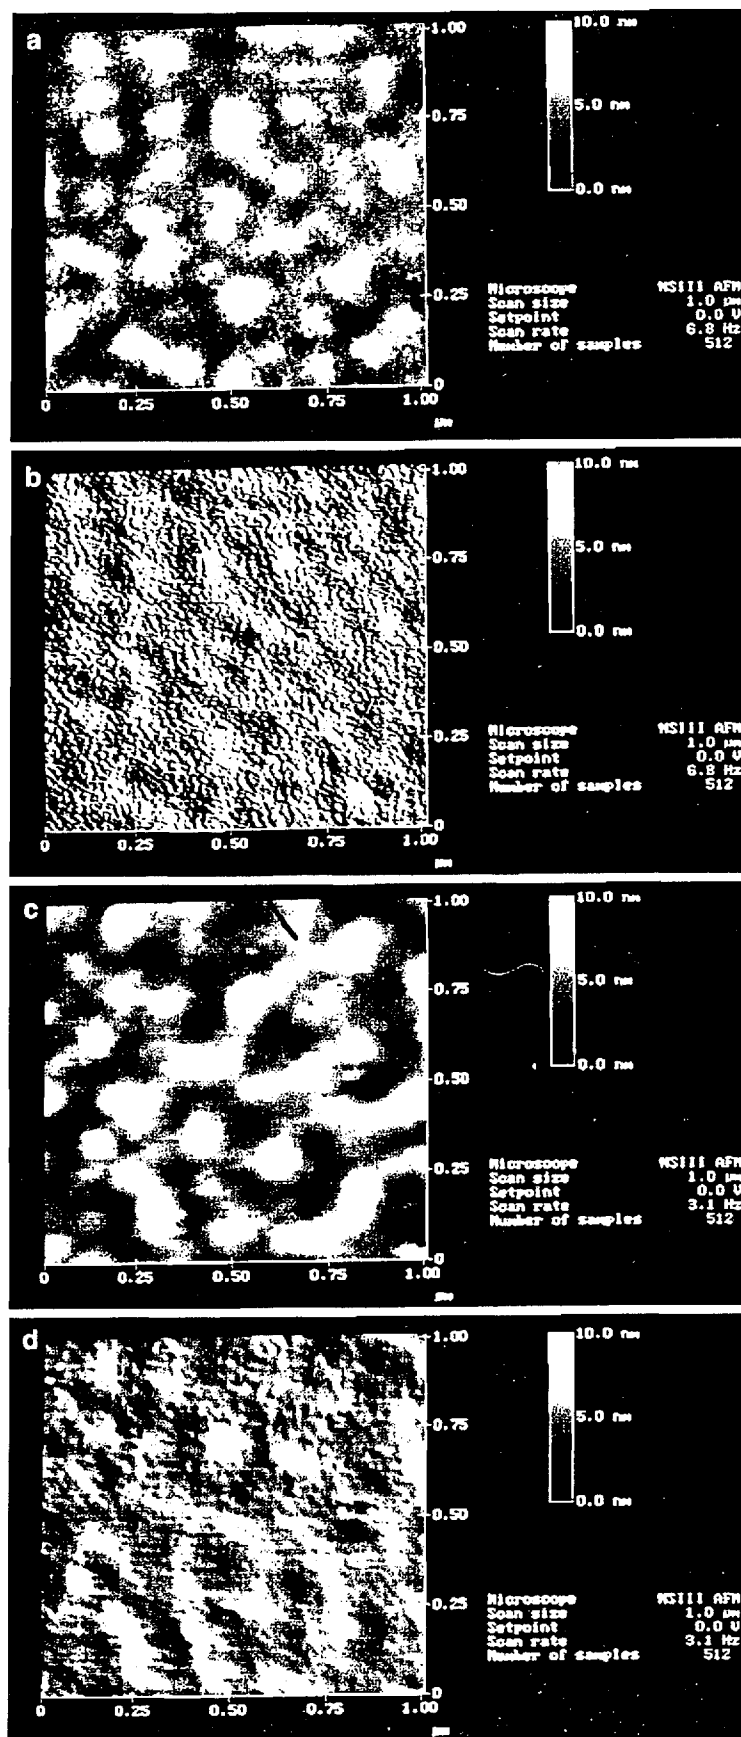 a
1.00
0.75
0.50
0.25
0
0 0.25 0.50 0.75 1.00
µm
10.0 nm
5.0 nm
0.0 nm
Microscope NSIII AFM
Scan size 1.0 µm
Setpoint 0.0 V
Scan rate 6.8 Hz
Number of samples 512
b
1.00
0.75
0.50
0.25
0
0 0.25 0.50 0.75 1.00
µm
10.0 nm
5.0 nm
0.0 nm
Microscope NSIII AFM
Scan size 1.0 µm
Setpoint 0.0 V
Scan rate 6.8 Hz
Number of samples 512
c
1.00
0.75
0.50
0.25
0
0 0.25 0.50 0.75 1.00
µm
10.0 nm
5.0 nm
0.0 nm
Microscope NSIII AFM
Scan size 1.0 µm
Setpoint 0.0 V
Scan rate 3.1 Hz
Number of samples 512
d
1.00
0.75
0.50
0.25
0
0 0.25 0.50 0.75 1.00
µm
10.0 nm
5.0 nm
0.0 nm
Microscope NSIII AFM
Scan size 1.0 µm
Setpoint 0.0 V
Scan rate 3.1 Hz
Number of samples 512